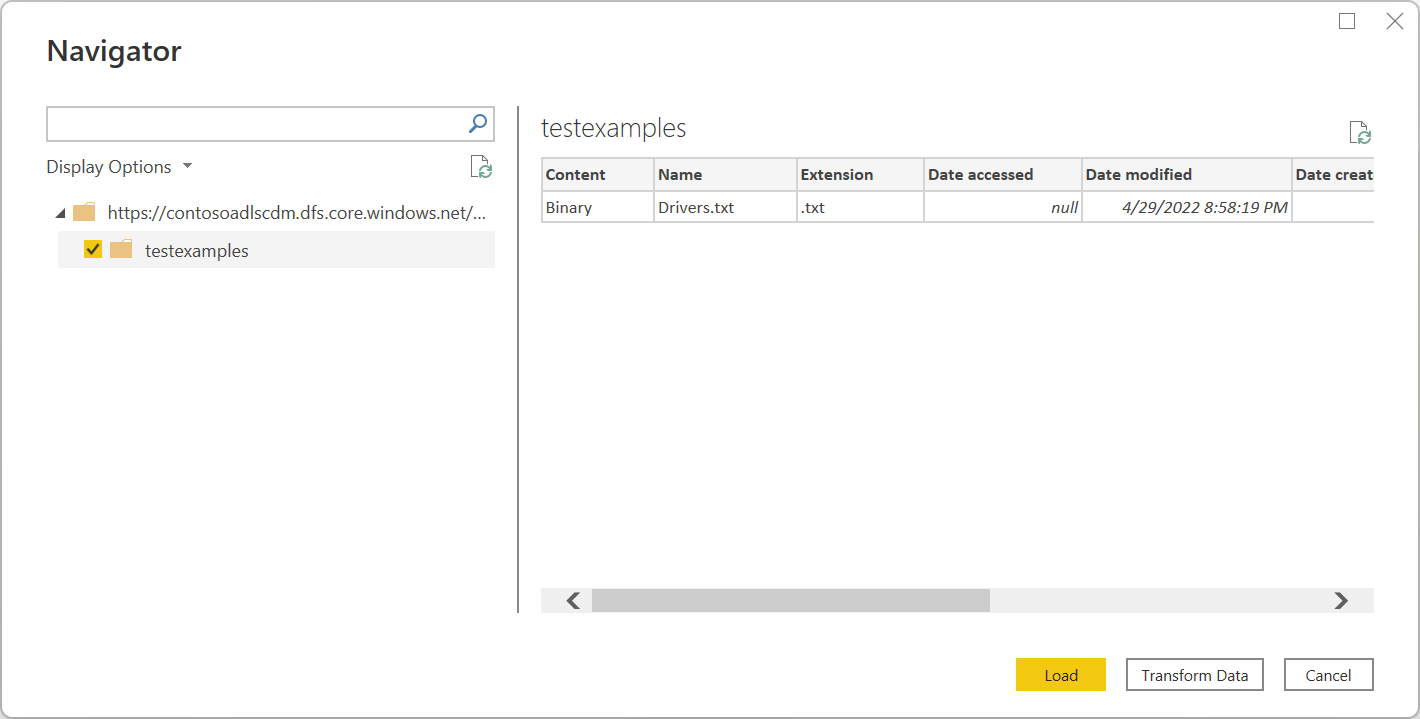 Navigator
Display Options
https://contosoadlscdm.dfs.core.windows.net/...
testexamples
testexamples
Content Name Extension Date accessed Date modified Date creat
Binary Drivers.txt .txt null 4/29/2022 8:58:19 PM
Load Transform Data Cancel